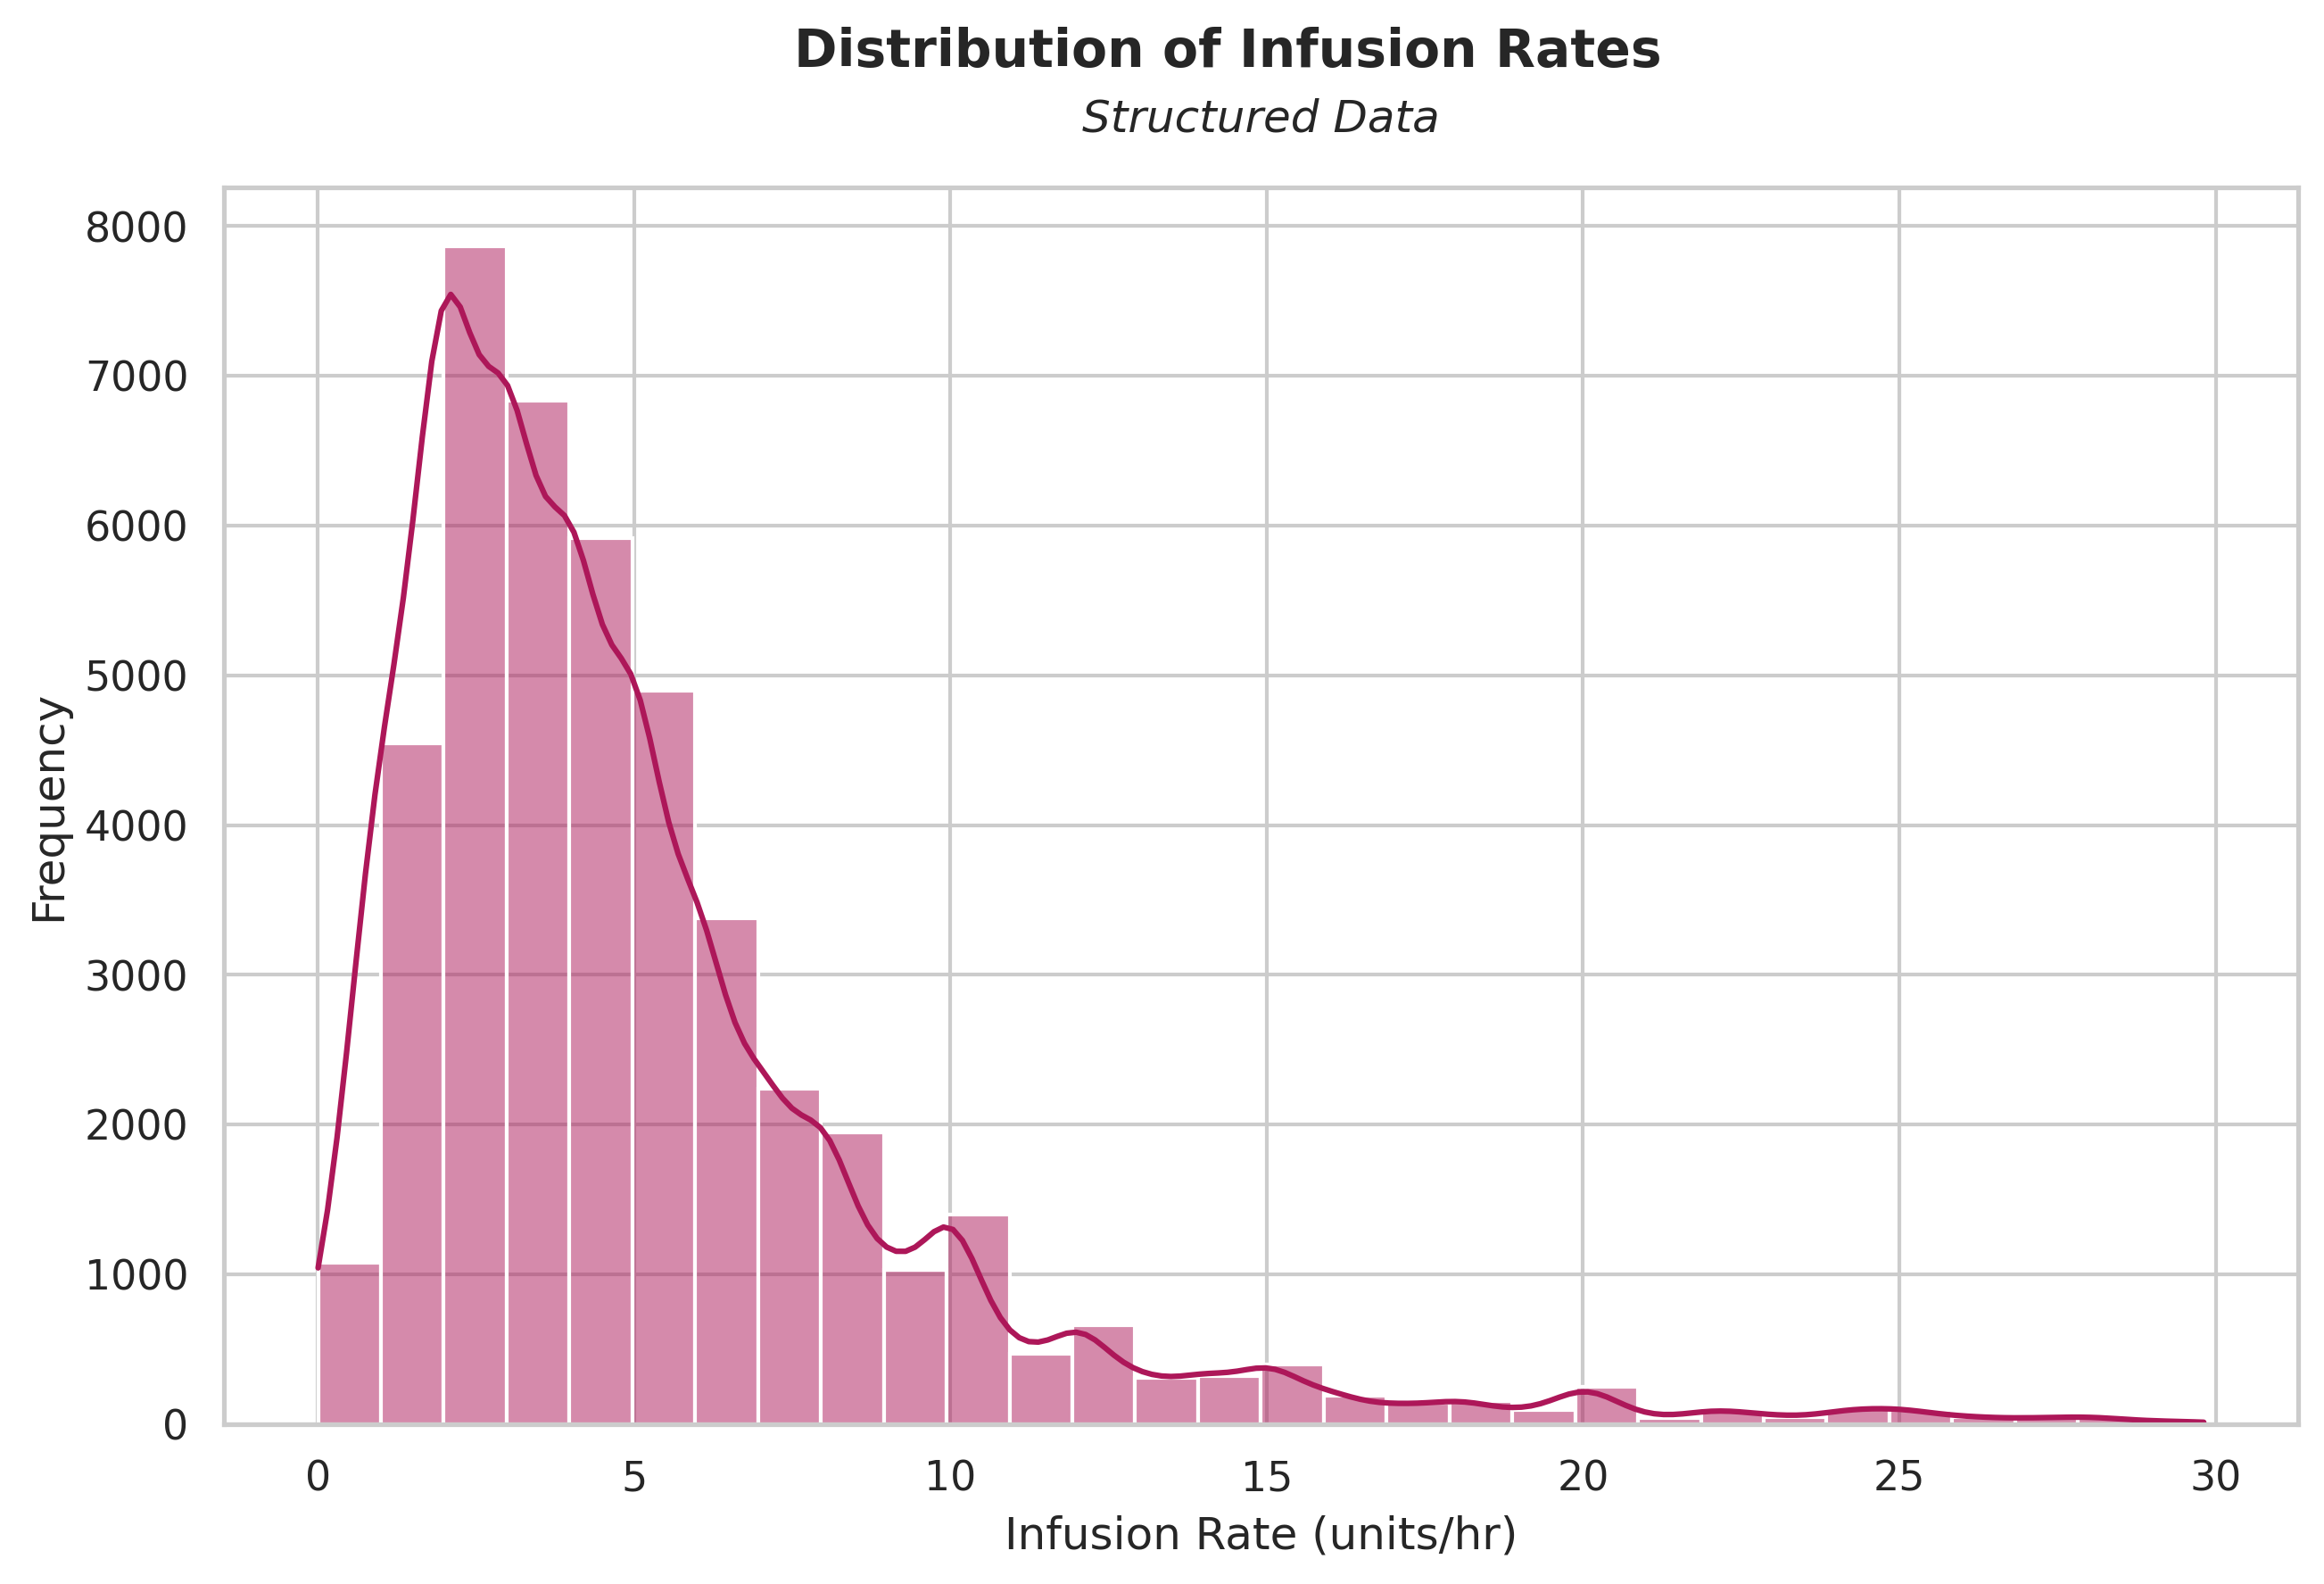 Distribution of Infusion Rates
Structured Data
8000
7000
6000
5000
4000
3000
2000
1000
0
Frequency
0 5 10 15 20 25 30
Infusion Rate (units/hr)